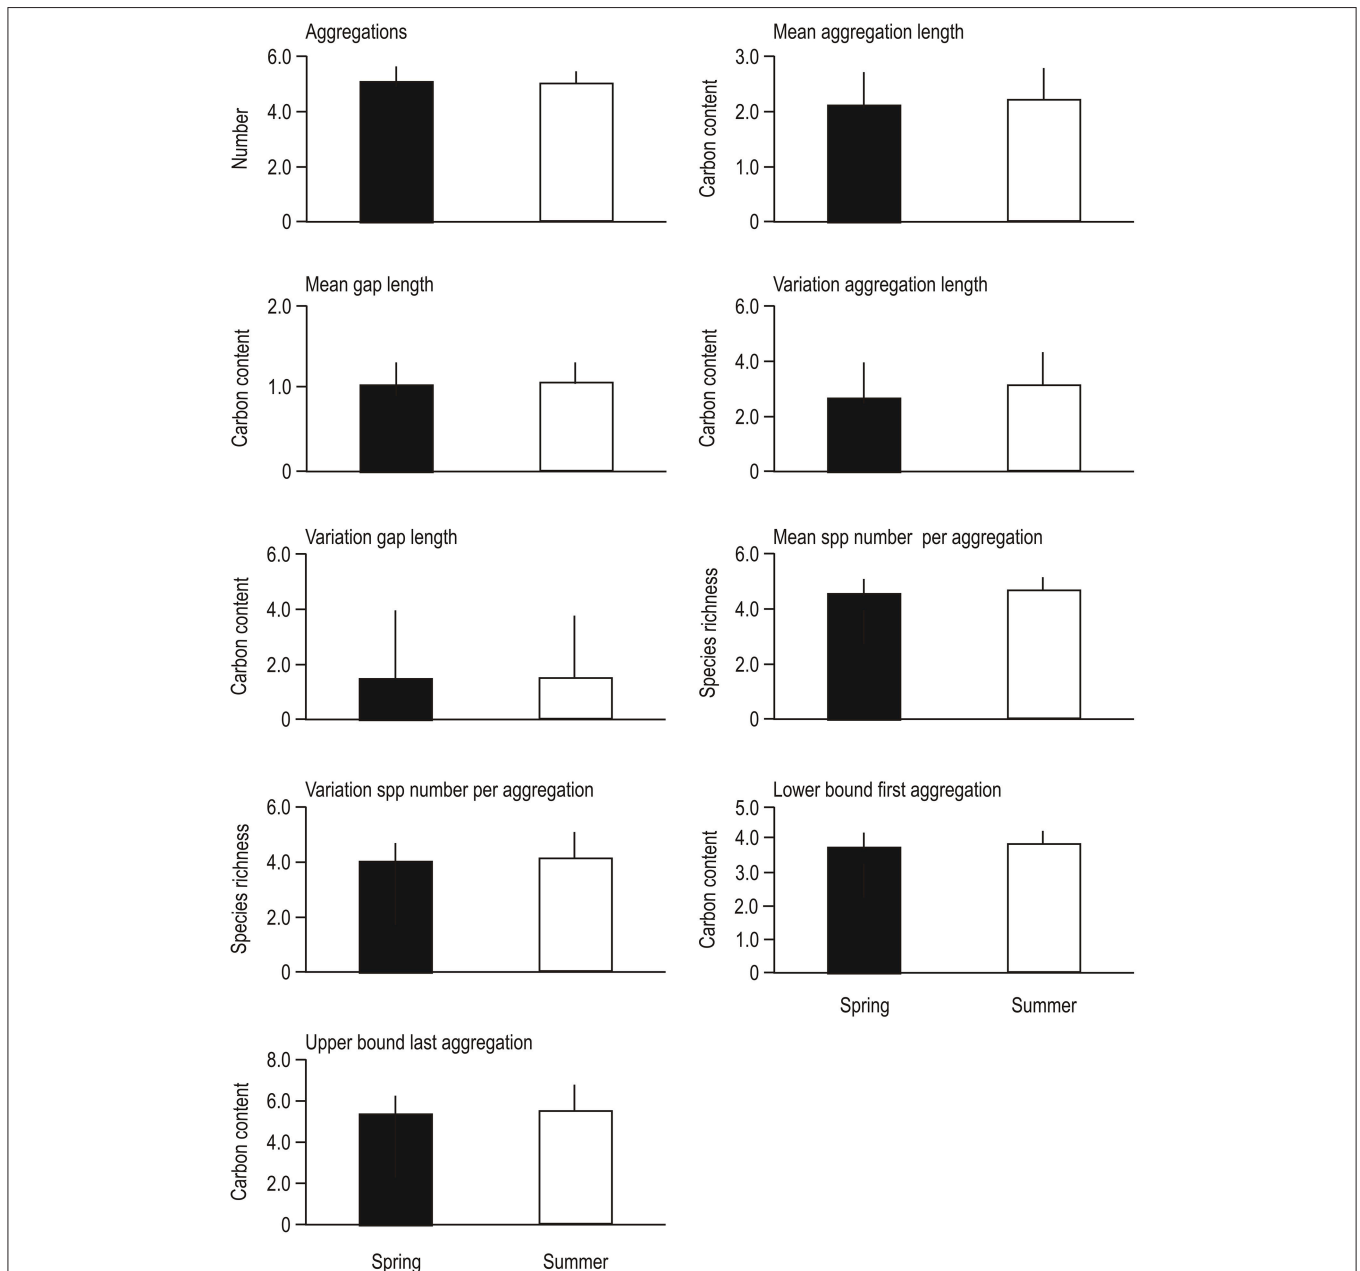 Aggregations
6.0
4.0
2.0
0
Number
Mean aggregation length
3.0
2.0
1.0
0
Carbon content
Mean gap length
2.0
1.0
0
Carbon content
Variation aggregation length
6.0
4.0
2.0
0
Carbon content
Variation gap length
6.0
4.0
2.0
0
Carbon content
Mean spp number per aggregation
6.0
4.0
2.0
0
Species richness
Variation spp number per aggregation
6.0
4.0
2.0
0
Species richness
Lower bound first aggregation
5.0
4.0
3.0
2.0
1.0
0
Carbon content
Spring Summer
Upper bound last aggregation
8.0
6.0
4.0
2.0
0
Carbon content
Spring Summer